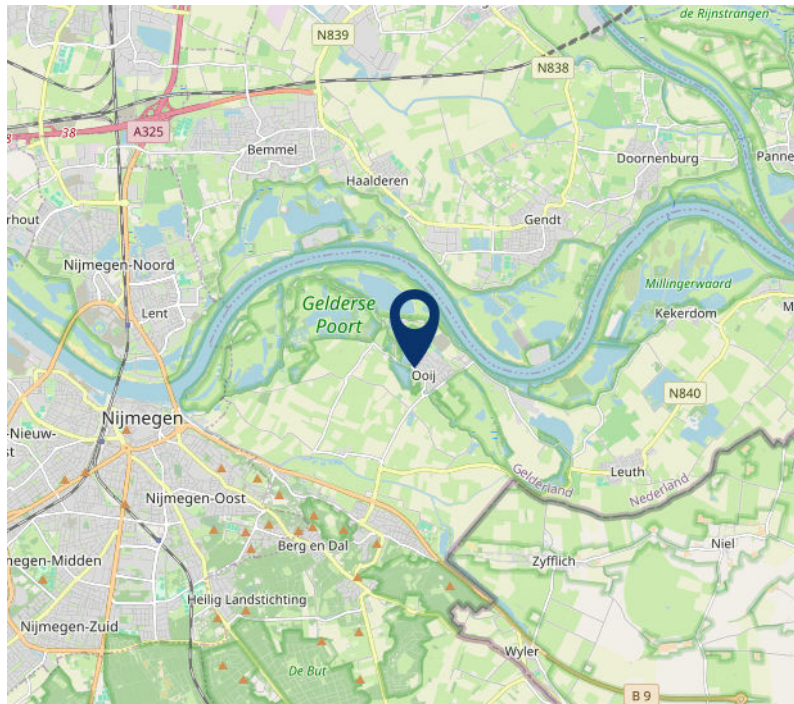 de Rijnstrangen
N839
N838
38
A325
Bemmel
Doornenburg
Panne
Haalderen
rhout
Gendt
Nijmegen-Noord
Millingerwaard
Gelderse
Poort
Lent
Kekerdom
M
Ooij
N840
Nijmegen
-Nieuw-
st
Leuth
Gelderland
Nederland
Nijmegen-Oost
Niel
Berg en Dal
Zyfflich
megen-Midden
Heilig Landstichting
Nijmegen-Zuid
Wyler
De But
B 9